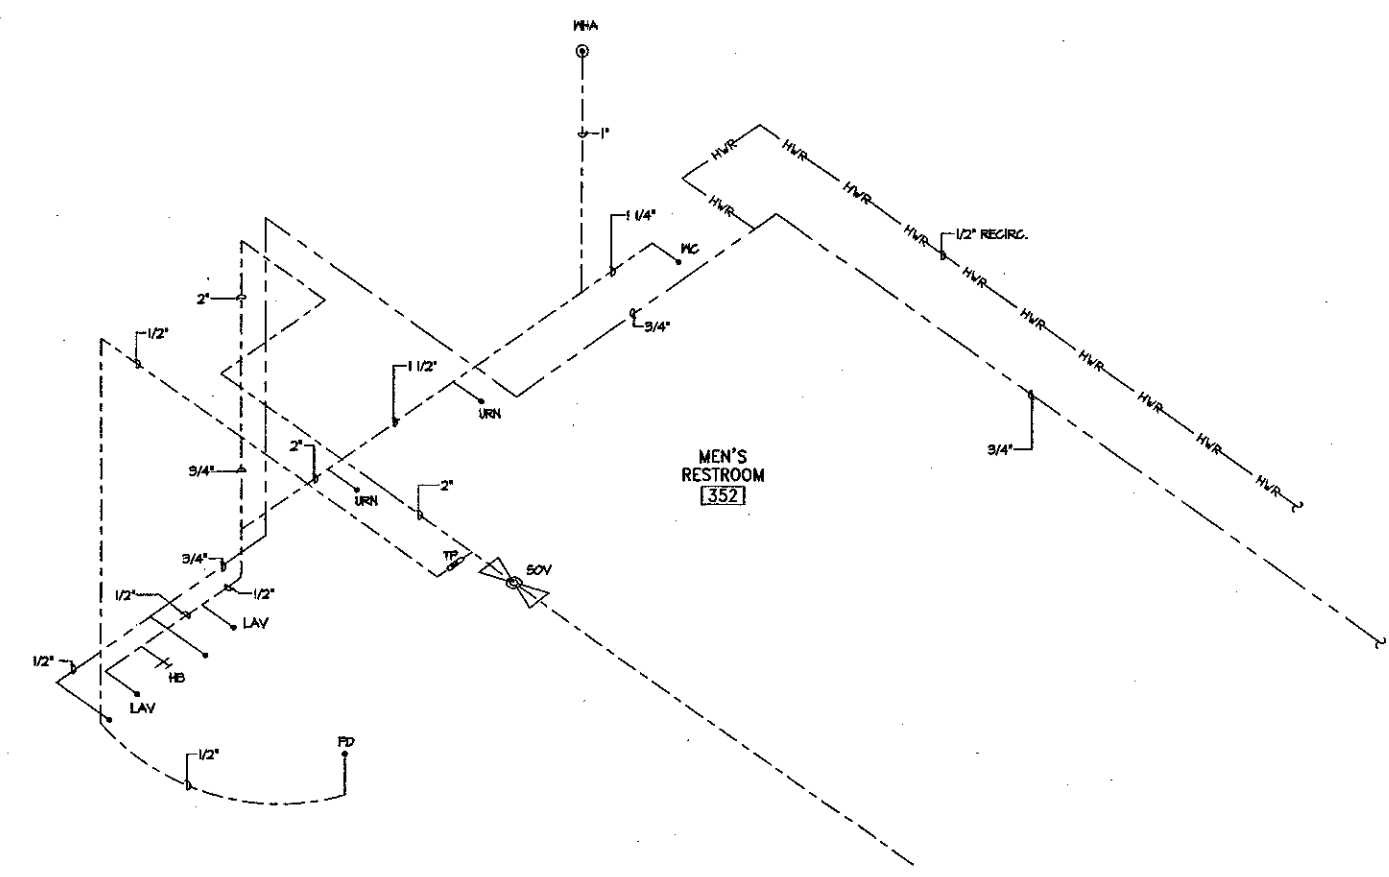 WHA
1"
HWR
HWR
1 1/4"
WC
HWR
HWR
HWR
1/2" RECIRC.
HWR
2"
1/2"
3/4"
HWR
HWR
1 1/2"
URN
HWR
2"
MEN'S
RESTROOM
352
3/4"
HWR
3/4"
URN
2"
HWR
3/4"
TP
SOV
1/2"
1/2"
LAV
1/2"
HB
LAV
1/2"
FD